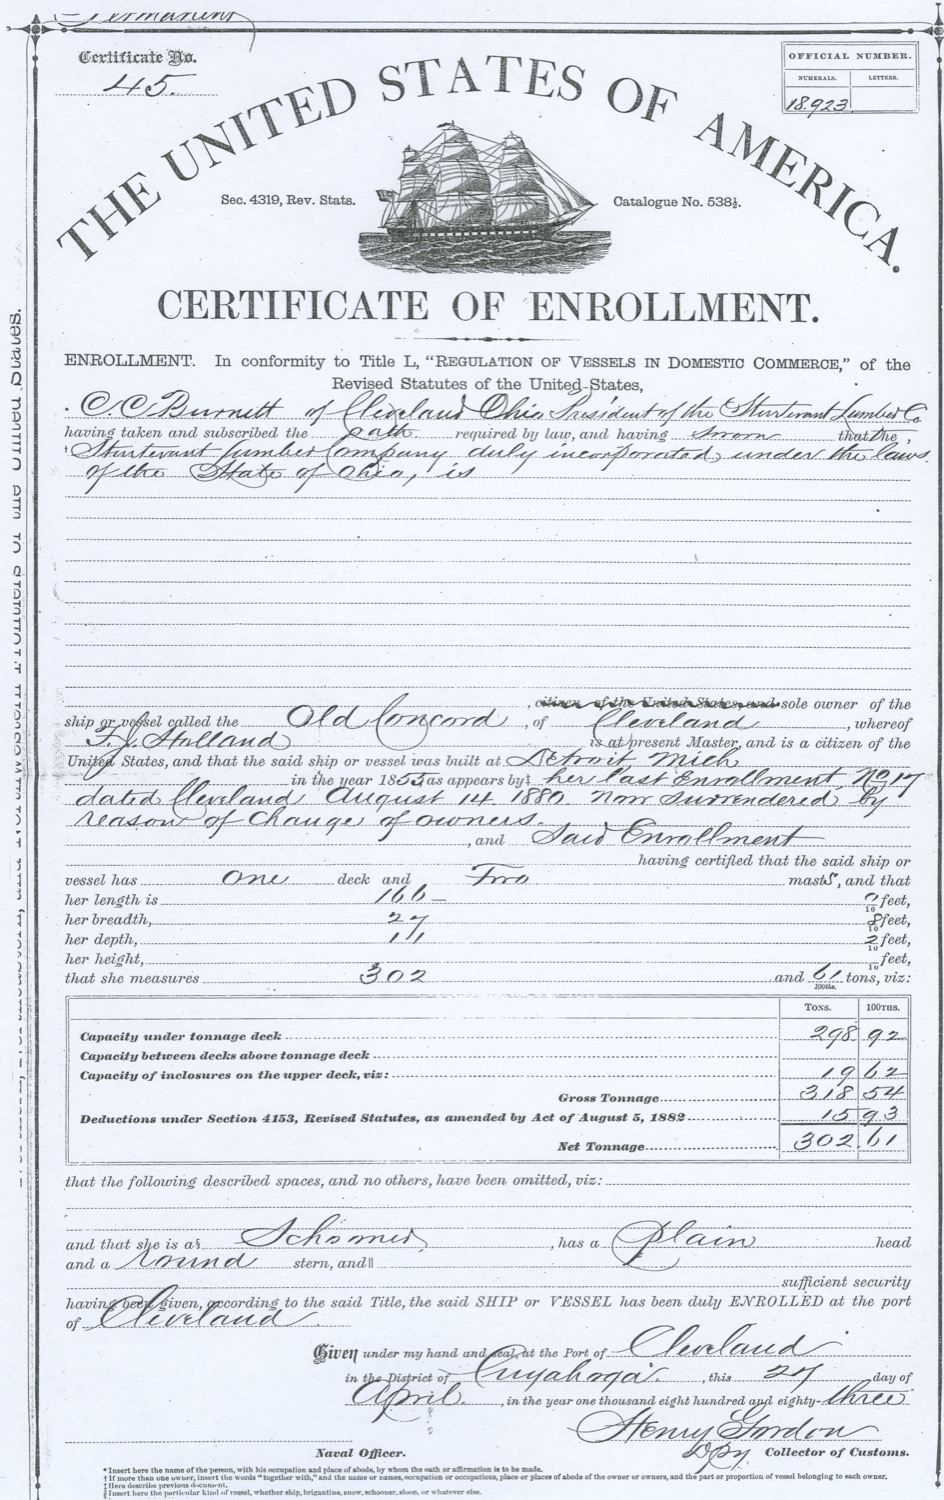 Permanent
Certificate No.
45.
OFFICIAL NUMBER.
NUMERALS. LETTERS.
18.923
THE UNITED STATES OF AMERICA.
Sec. 4319, Rev. Stats.
Catalogue No. 538½.
CERTIFICATE OF ENROLLMENT.
ENROLLMENT. In conformity to Title L, "REGULATION OF VESSELS IN DOMESTIC COMMERCE," of the
Revised Statutes of the United States,
* C. C. Burnett of Cleveland Ohio President of the Sturtevant Lumber Co
having taken and subscribed the oath required by law, and having sworn that the
† Sturtevant Lumber Company duly incorporated under the laws
of the State of Ohio, is
, citizen of the United States, and sole owner of the
ship or vessel called the Old Concord, of Cleveland, whereof
F. J. Holland is at present Master, and is a citizen of the
United States, and that the said ship or vessel was built at Detroit Mich
in the year 1853 as appears by‡ her last Enrollment, No 17
dated Cleveland August 14 1880 Now surrendered by
reason of change of owners.
, and Said Enrollment
having certified that the said ship or
vessel has One deck and Two masts, and that
her length is 166 — 0/10 feet,
her breadth, 27 8/10 feet,
her depth, 11 2/10 feet,
her height, /10 feet,
that she measures 302 and 61/100ths. tons, viz:
TONS. 100THS.
Capacity under tonnage deck 298 92
Capacity between decks above tonnage deck
Capacity of inclosures on the upper deck, viz: 19 62
Gross Tonnage 318 54
Deductions under Section 4153, Revised Statutes, as amended by Act of August 5, 1882 15 93
Net Tonnage 302.61
that the following described spaces, and no others, have been omitted, viz:
and that she is a§ Schooner, has a Plain head
and a round stern, and‖
sufficient security
having been given, according to the said Title, the said SHIP or VESSEL has been duly ENROLLED at the port
of Cleveland.
Given under my hand and seal, at the Port of Cleveland
in the District of Cuyahoga, this 27 day of
April, in the year one thousand eight hundred and eighty-three
Henry Gordon
Naval Officer. Dpy Collector of Customs.
* Insert here the name of the person, with his occupation and place of abode, by whom the oath or affirmation is to be made.
† If more than one owner, insert the words "together with," and the name or names, occupation or occupations, place or places of abode of the owner or owners, and the part or proportion of vessel belonging to each owner.
‡ Here describe previous document.
§ Insert here the particular kind of vessel, whether ship, brigantine, snow, schooner, sloop, or whatever else.